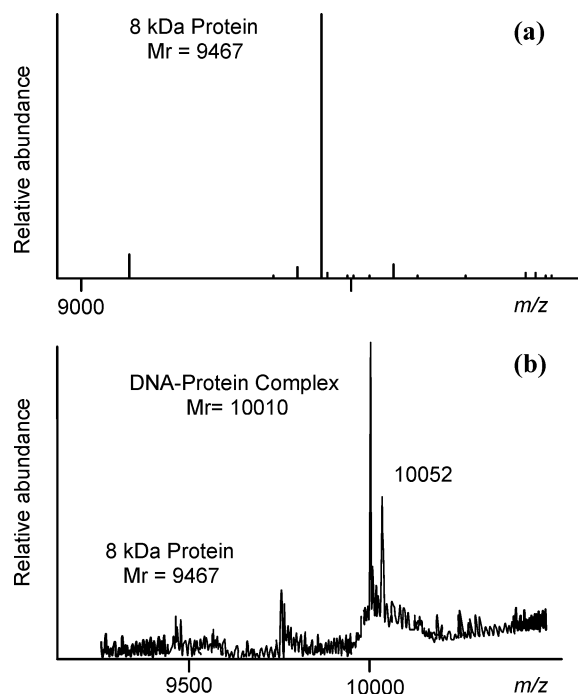 8 kDa Protein
Mr = 9467
(a)
Relative abundance
9000
m/z
(b)
DNA-Protein Complex
Mr= 10010
10052
8 kDa Protein
Mr = 9467
Relative abundance
9500
10000
m/z